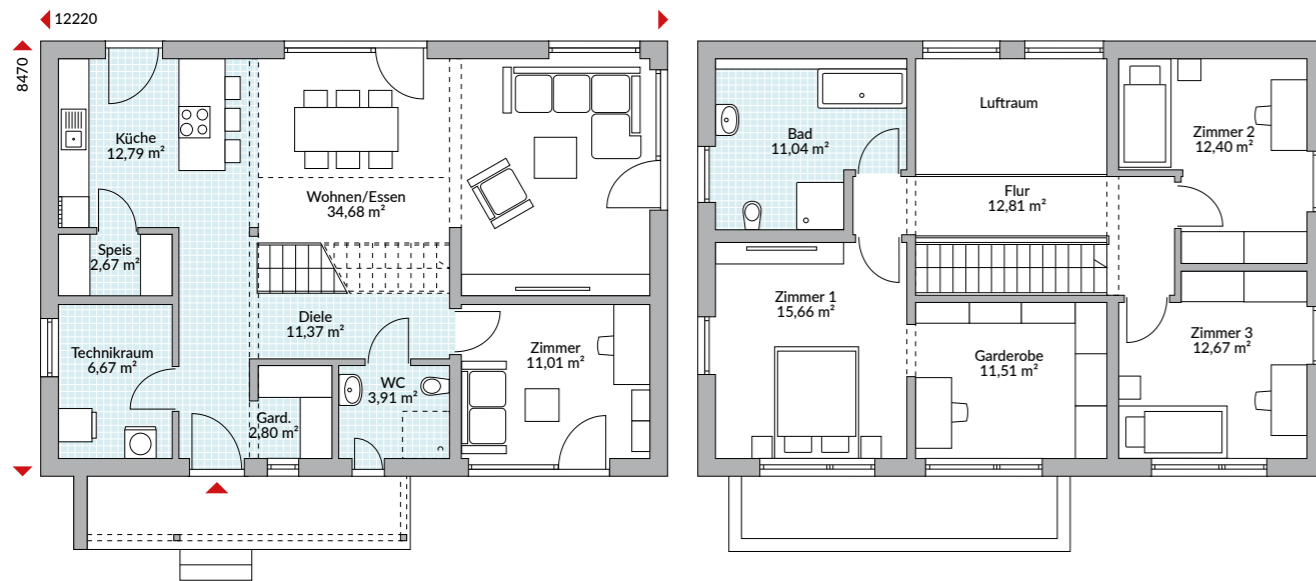 12220
8470
Küche
12,79 m²
Wohnen/Essen
34,68 m²
Speis
2,67 m²
Diele
11,37 m²
Technikraum
6,67 m²
Gard.
2,80 m²
WC
3,91 m²
Zimmer
11,01 m²
Bad
11,04 m²
Luftraum
Zimmer 2
12,40 m²
Flur
12,81 m²
Zimmer 1
15,66 m²
Garderobe
11,51 m²
Zimmer 3
12,67 m²